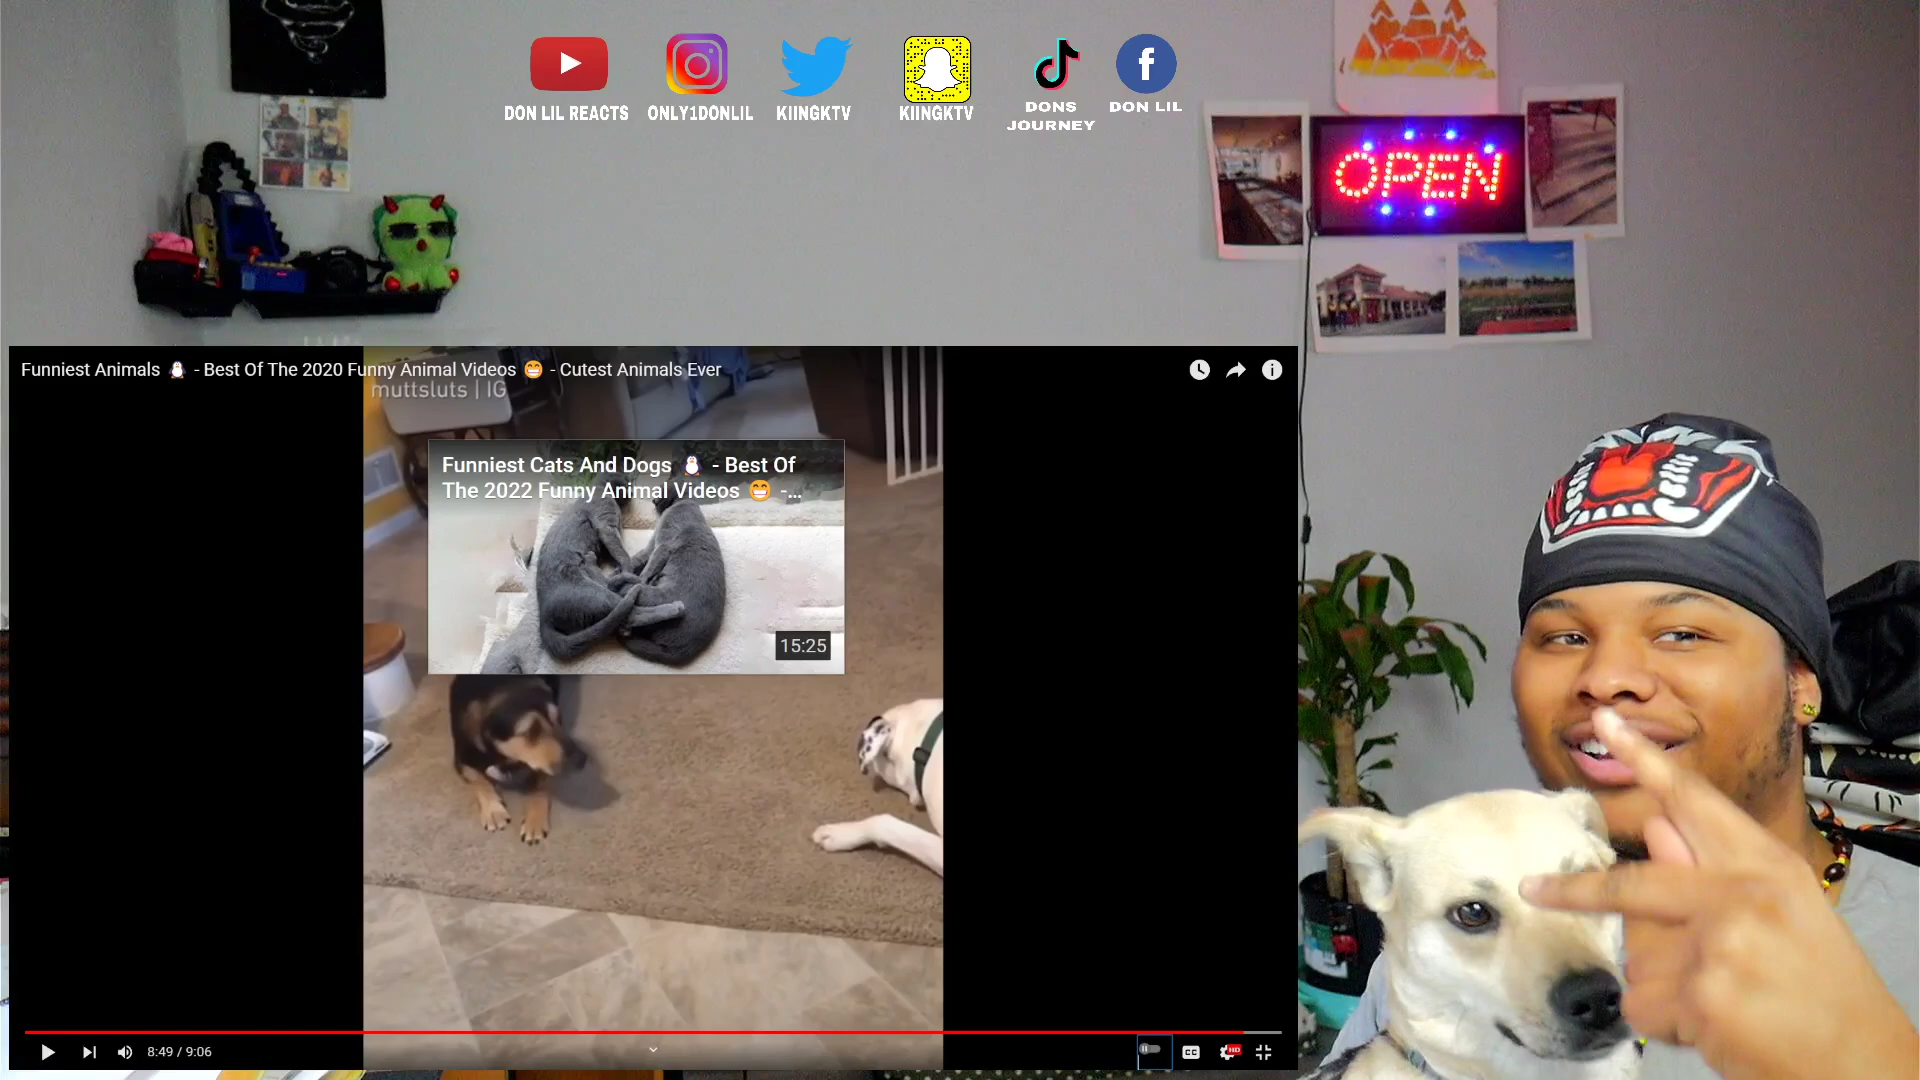 DON LIL REACTS
ONLY1DONLIL
KIINGKTV
KIINGKTV
DONS
JOURNEY
DON LIL
OPEN
Funniest Animals 🐧 - Best Of The 2020 Funny Animal Videos 😁 - Cutest Animals Ever
muttsluts | IG
Funniest Cats And Dogs 🐧 - Best Of
The 2022 Funny Animal Videos 😁 -...
15:25
8:49 / 9:06
CC
HD